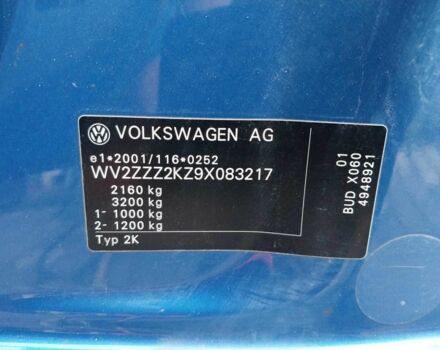 VOLKSWAGEN AG
e1*2001/116*0252
WV2ZZZ2KZ9X083217
2160 kg
3200 kg
1- 1000 kg
2- 1200 kg
Typ 2K
01
BUD X060
4948921